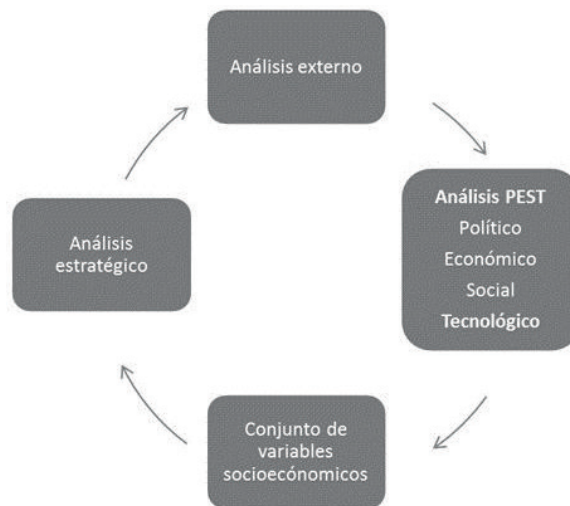 Análisis externo
Análisis PEST
Político
Económico
Social
Tecnológico
Conjunto de
variables
socioecónomicos
Análisis
estratégico